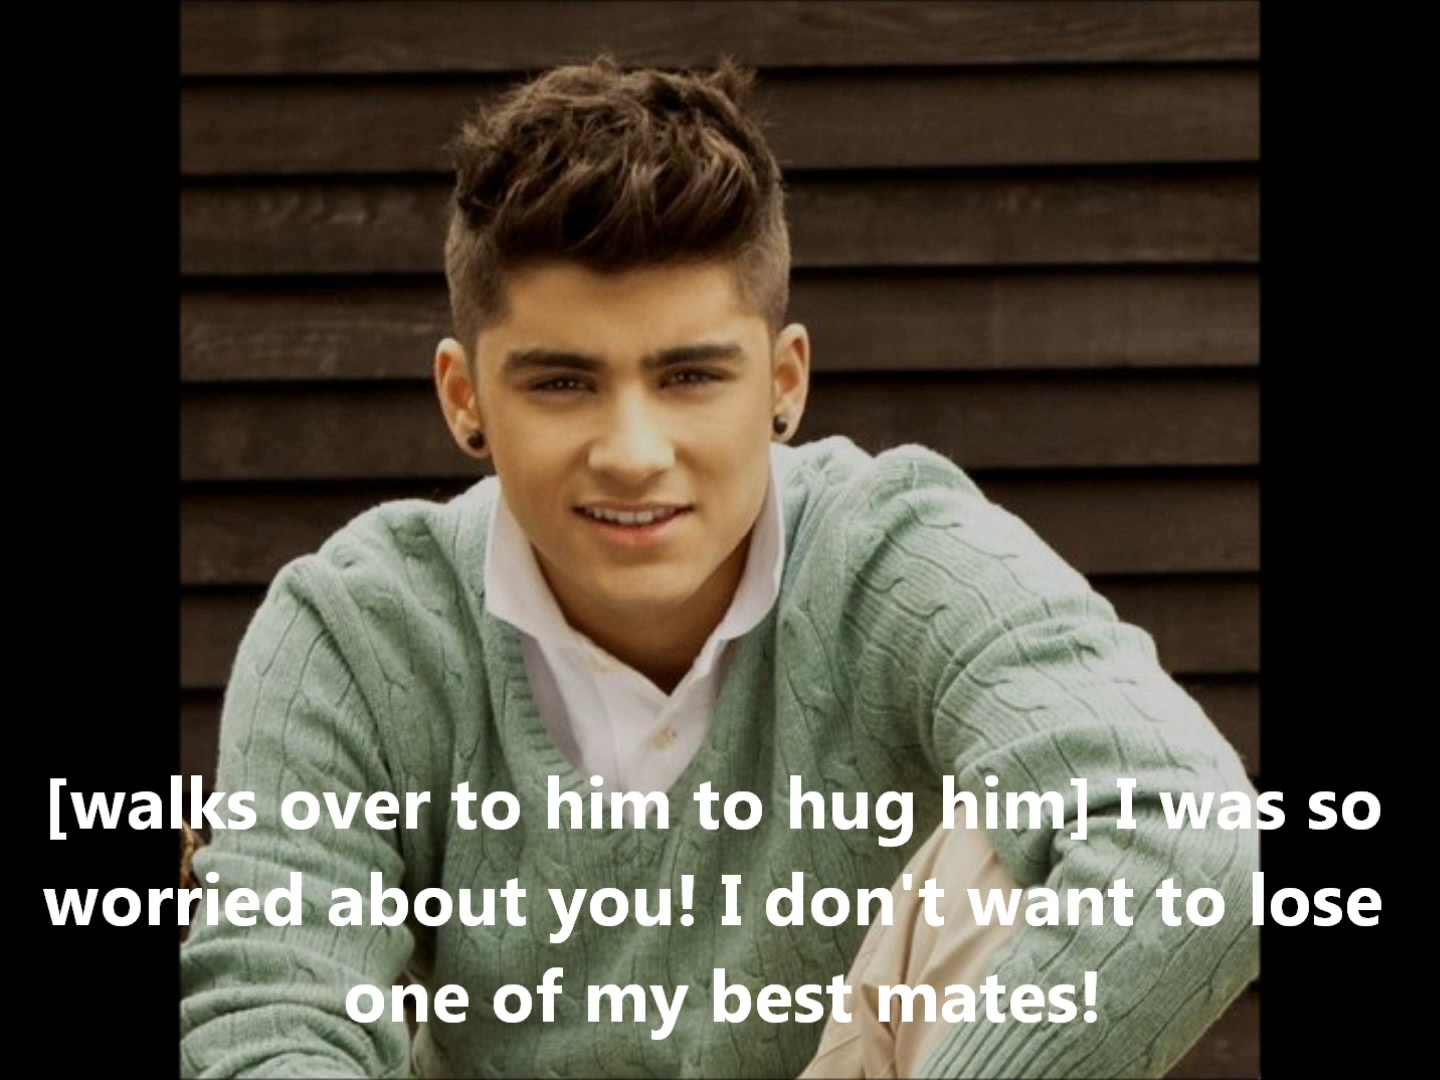 [walks over to him to hug him] I was so
worried about you! I don't want to lose
one of my best mates!